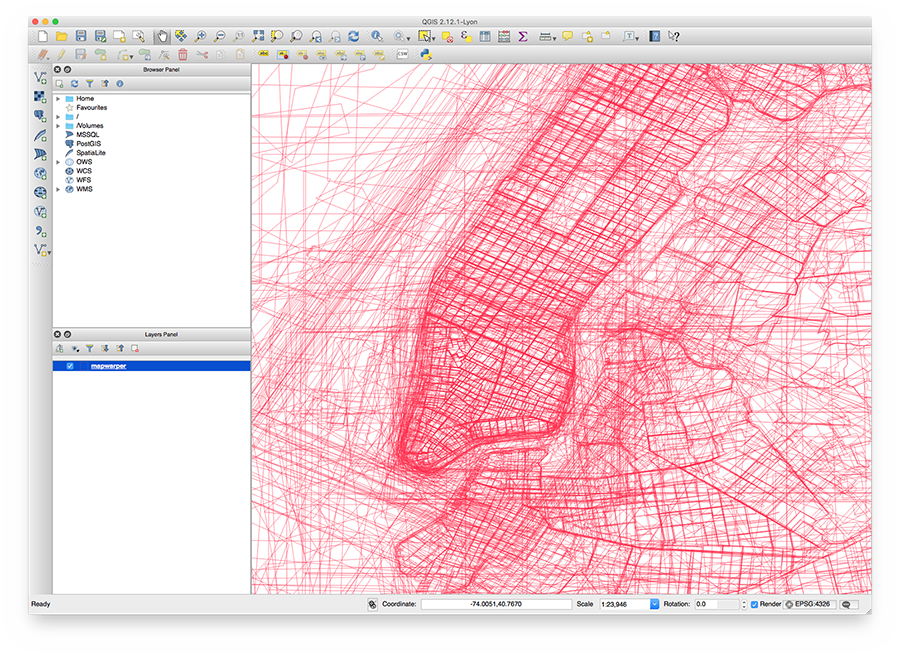 QGIS 2.12.1-Lyon
Browser Panel
Home
Favourites
/
/Volumes
MSSQL
PostGIS
SpatiaLite
OWS
WCS
WFS
WMS
Layers Panel
mapwarper
Ready
Coordinate: -74.0051,40.7670 Scale 1:23,946 Rotation: 0.0 Render EPSG:4326